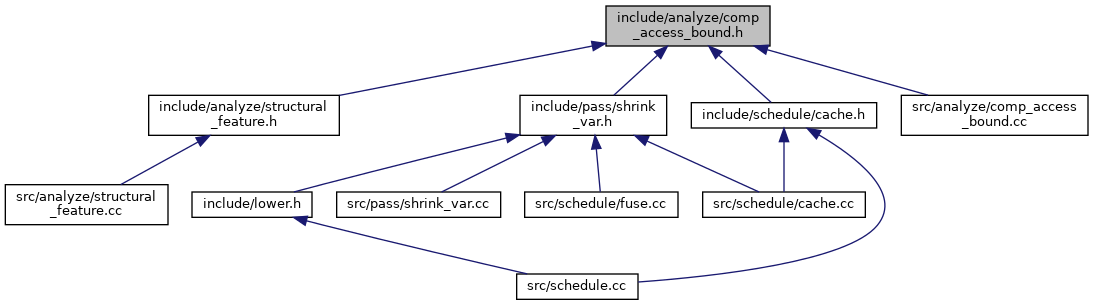 include/analyze/comp
_access_bound.h
include/analyze/structural
_feature.h
include/pass/shrink
_var.h
include/schedule/cache.h
src/analyze/comp_access
_bound.cc
src/analyze/structural
_feature.cc
include/lower.h
src/pass/shrink_var.cc
src/schedule/fuse.cc
src/schedule/cache.cc
src/schedule.cc